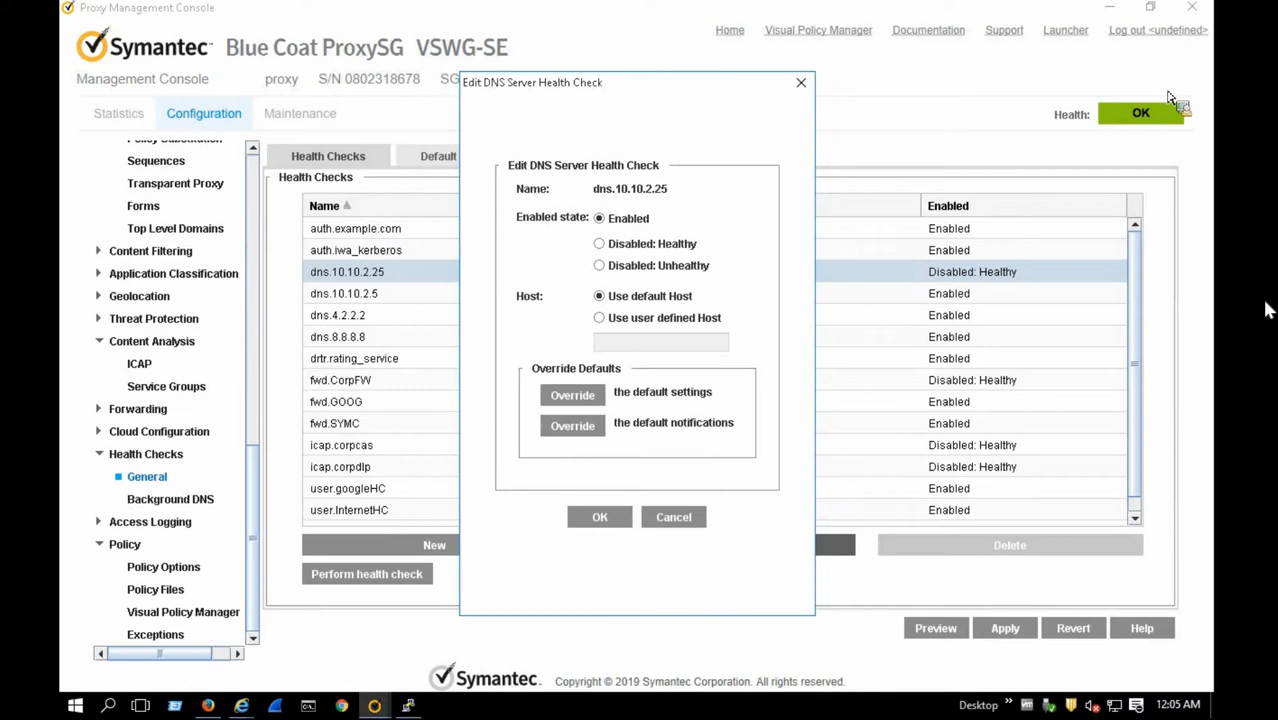 Proxy Management Console
Symantec Blue Coat ProxySG VSWG-SE
Home Visual Policy Manager Documentation Support Launcher Log out <undefined>
Management Console proxy S/N 0802318678 SG
Statistics Configuration Maintenance
Health: OK
Policy Substitution
Sequences
Transparent Proxy
Forms
Top Level Domains
Content Filtering
Application Classification
Geolocation
Threat Protection
Content Analysis
ICAP
Service Groups
Forwarding
Cloud Configuration
Health Checks
General
Background DNS
Access Logging
Policy
Policy Options
Policy Files
Visual Policy Manager
Exceptions
Health Checks Default
Health Checks
Name Enabled
auth.example.com Enabled
auth.iwa_kerberos Enabled
dns.10.10.2.25 Disabled: Healthy
dns.10.10.2.5 Enabled
dns.4.2.2.2 Enabled
dns.8.8.8.8 Enabled
drtr.rating_service Enabled
fwd.CorpFW Disabled: Healthy
fwd.GOOG Enabled
fwd.SYMC Enabled
icap.corpcas Disabled: Healthy
icap.corpdlp Disabled: Healthy
user.googleHC Enabled
user.InternetHC Enabled
New Delete
Perform health check
Preview Apply Revert Help
Edit DNS Server Health Check
Edit DNS Server Health Check
Name: dns.10.10.2.25
Enabled state: Enabled
Disabled: Healthy
Disabled: Unhealthy
Host: Use default Host
Use user defined Host
Override Defaults
Override the default settings
Override the default notifications
OK Cancel
Symantec. Copyright © 2019 Symantec Corporation. All rights reserved.
Desktop 12:05 AM